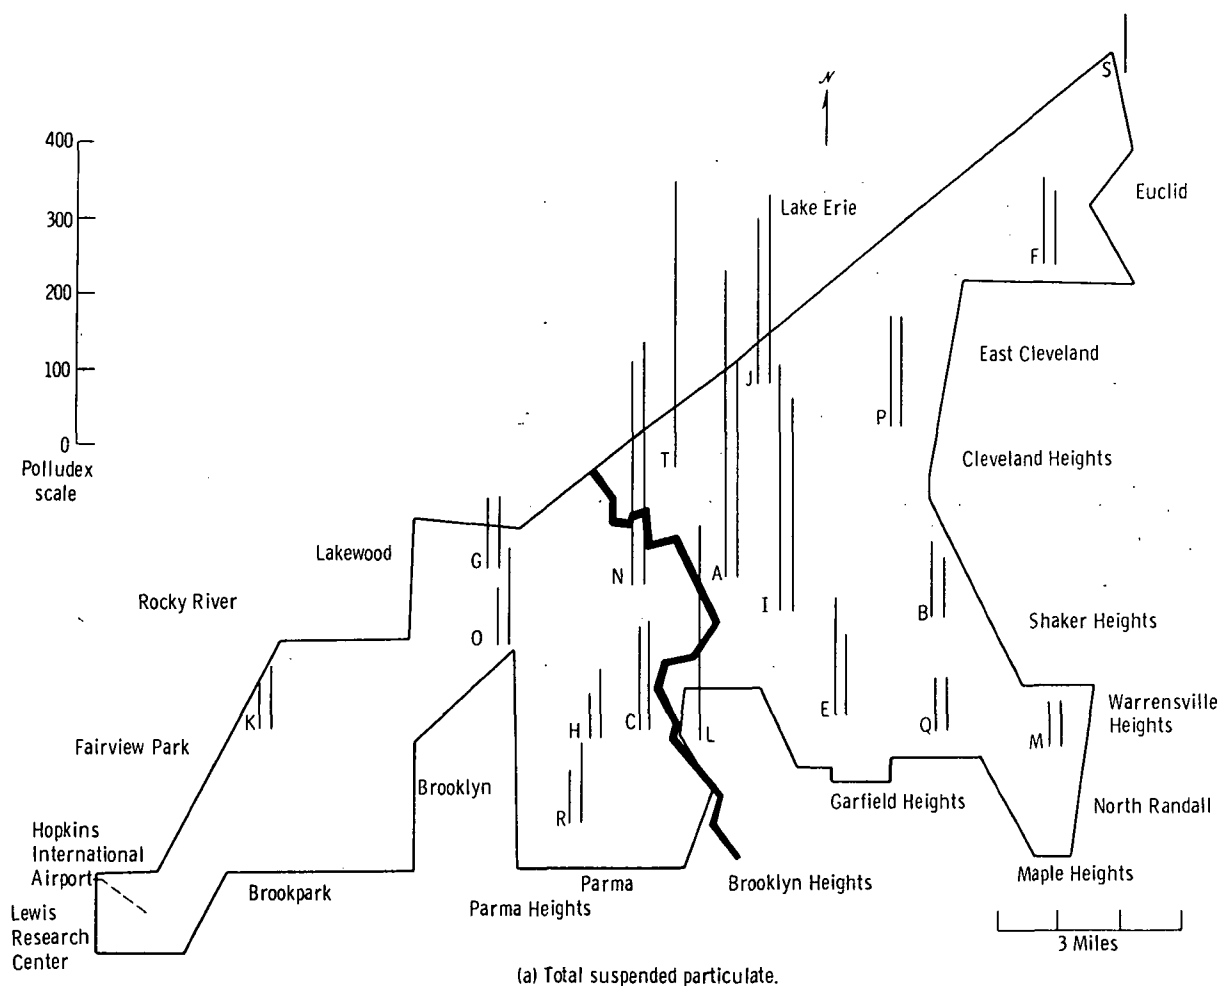 N
S
400
300
200
100
0
Polludex
scale
Lake Erie
Euclid
F
East Cleveland
J
P
T
Cleveland Heights
Lakewood
G
N
A
I
B
Rocky River
O
Shaker Heights
K
H
C
L
E
Q
M
Warrensville
Heights
Fairview Park
Brooklyn
R
Garfield Heights
North Randall
Hopkins
International
Airport
Lewis
Research
Center
Brookpark
Parma
Parma Heights
Brooklyn Heights
Maple Heights
3 Miles
(a) Total suspended particulate.